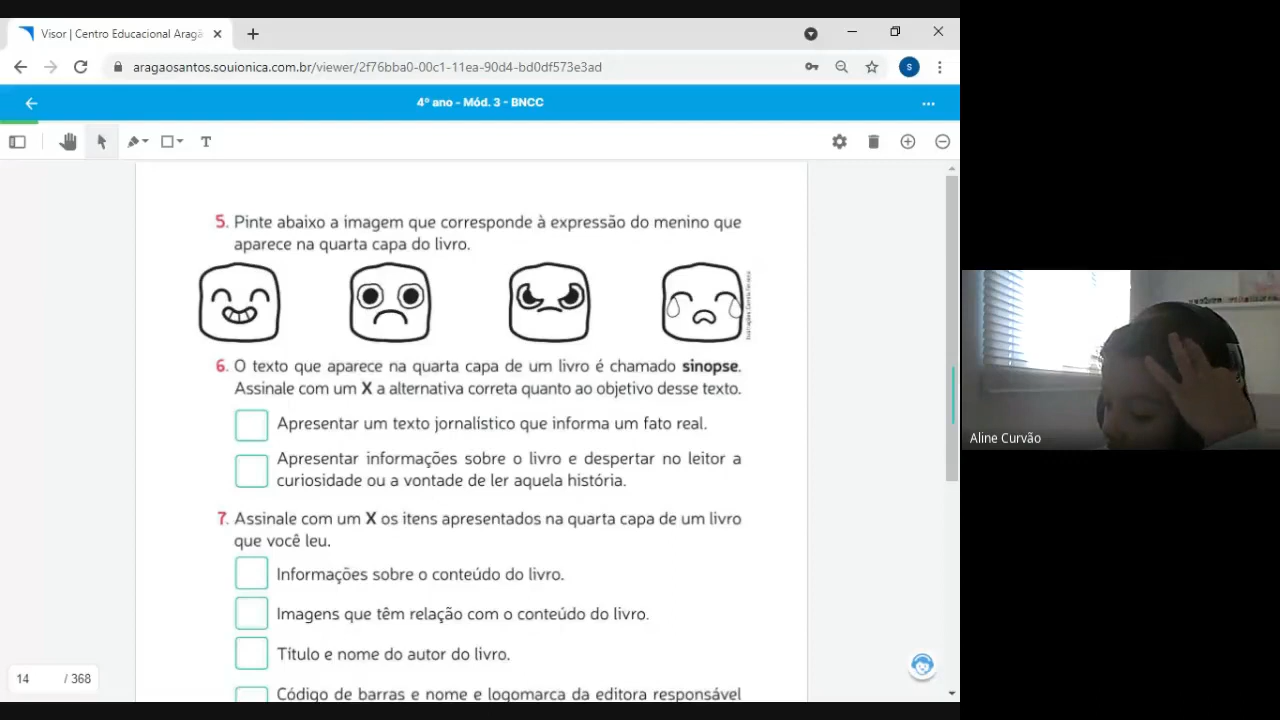 Visor | Centro Educacional Aragã
aragaosantos.souionica.com.br/viewer/2f76bba0-00c1-11ea-90d4-bd0df573e3ad
s
4º ano - Mód. 3 - BNCC
T
5. Pinte abaixo a imagem que corresponde à expressão do menino que
aparece na quarta capa do livro.
6. O texto que aparece na quarta capa de um livro é chamado sinopse.
Assinale com um X a alternativa correta quanto ao objetivo desse texto.
Apresentar um texto jornalístico que informa um fato real.
Apresentar informações sobre o livro e despertar no leitor a
curiosidade ou a vontade de ler aquela história.
7. Assinale com um X os itens apresentados na quarta capa de um livro
que você leu.
Informações sobre o conteúdo do livro.
Imagens que têm relação com o conteúdo do livro.
Título e nome do autor do livro.
Código de barras e nome e logomarca da editora responsável
14 / 368
Aline Curvão